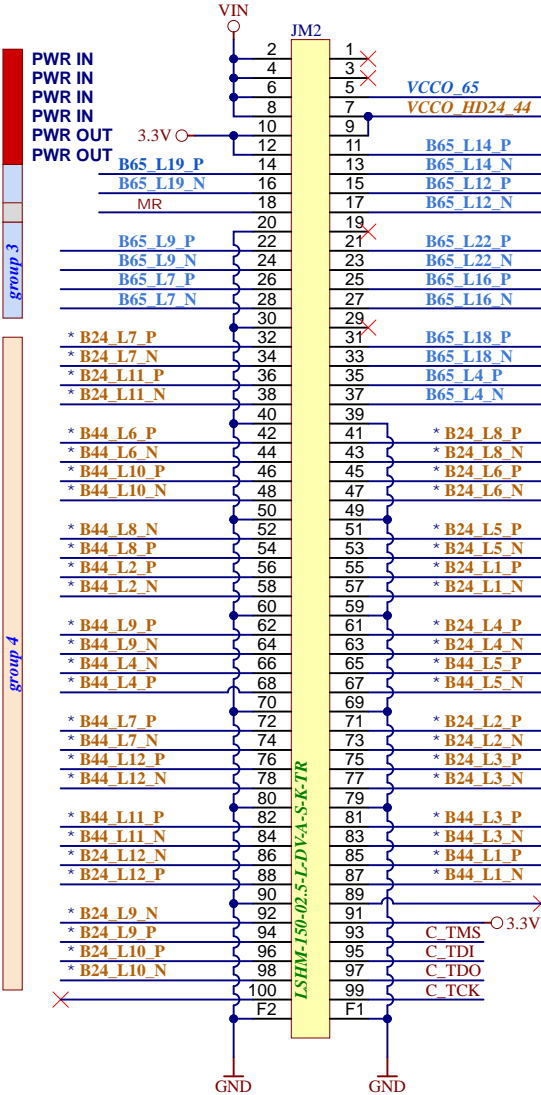 VIN
JM2
PWR IN 2 1
PWR IN 4 3
PWR IN 6 5 VCCO_65
PWR IN 8 7 VCCO_HD24_44
PWR OUT 3.3V 10 9
PWR OUT 12 11 B65_L14_P
B65_L19_P 14 13 B65_L14_N
B65_L19_N 16 15 B65_L12_P
MR 18 17 B65_L12_N
20 19
B65_L9_P 22 21 B65_L22_P
B65_L9_N 24 23 B65_L22_N
B65_L7_P 26 25 B65_L16_P
B65_L7_N 28 27 B65_L16_N
group 3
30 29
* B24_L7_P 32 31 B65_L18_P
* B24_L7_N 34 33 B65_L18_N
* B24_L11_P 36 35 B65_L4_P
* B24_L11_N 38 37 B65_L4_N
40 39
* B44_L6_P 42 41 * B24_L8_P
* B44_L6_N 44 43 * B24_L8_N
* B44_L10_P 46 45 * B24_L6_P
* B44_L10_N 48 47 * B24_L6_N
50 49
* B44_L8_N 52 51 * B24_L5_P
* B44_L8_P 54 53 * B24_L5_N
* B44_L2_P 56 55 * B24_L1_P
* B44_L2_N 58 57 * B24_L1_N
60 59
* B44_L9_P 62 61 * B24_L4_P
* B44_L9_N 64 63 * B24_L4_N
* B44_L4_N 66 65 * B44_L5_P
* B44_L4_P 68 67 * B44_L5_N
group 4
70 69
* B44_L7_P 72 71 * B24_L2_P
* B44_L7_N 74 73 * B24_L2_N
* B44_L12_P 76 75 * B24_L3_P
* B44_L12_N 78 77 * B24_L3_N
80 79
* B44_L11_P 82 81 * B44_L3_P
* B44_L11_N 84 83 * B44_L3_N
* B24_L12_N 86 85 * B44_L1_P
* B24_L12_P 88 87 * B44_L1_N
90 89
* B24_L9_N 92 91 3.3V
* B24_L9_P 94 93 C_TMS
* B24_L10_P 96 95 C_TDI
* B24_L10_N 98 97 C_TDO
100 99 C_TCK
F2 F1
LSHM-150-02.5-L-DV-A-S-K-TR
GND GND